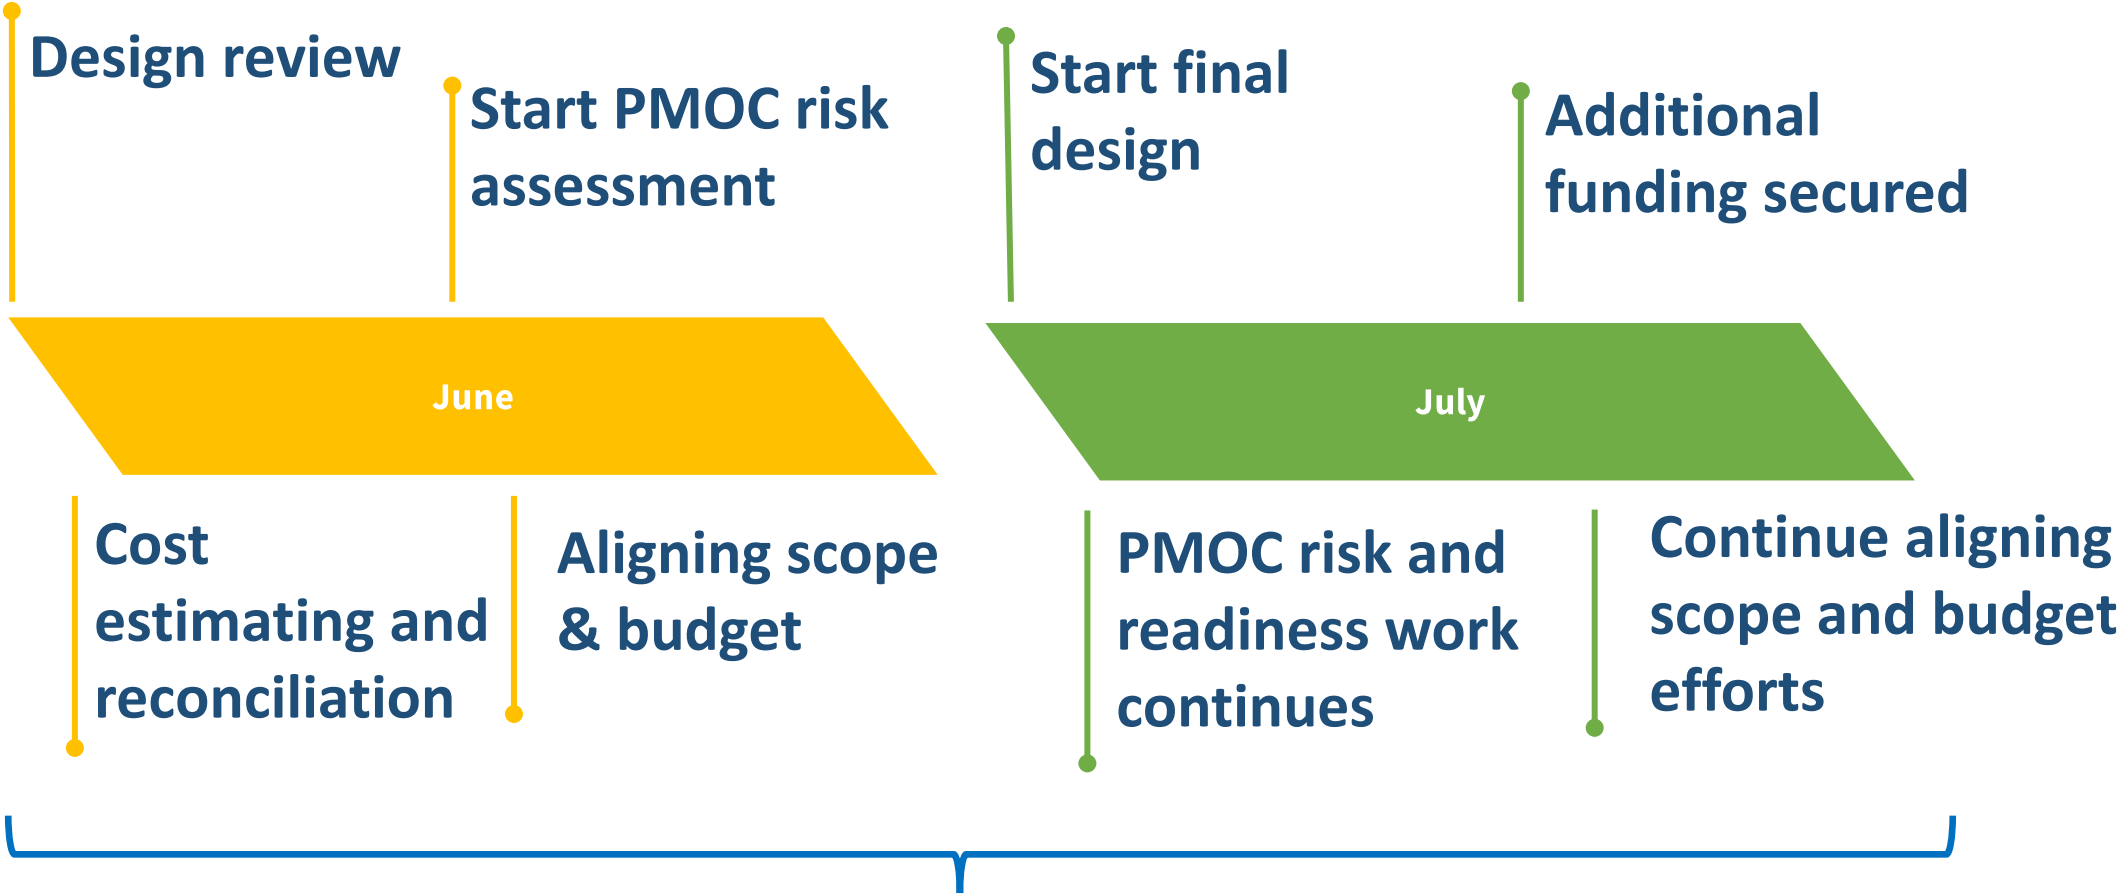 Design review
Start PMOC risk
assessment
Start final
design
Additional
funding secured
June
July
Cost
estimating and
reconciliation
Aligning scope
& budget
PMOC risk and
readiness work
continues
Continue aligning
scope and budget
efforts